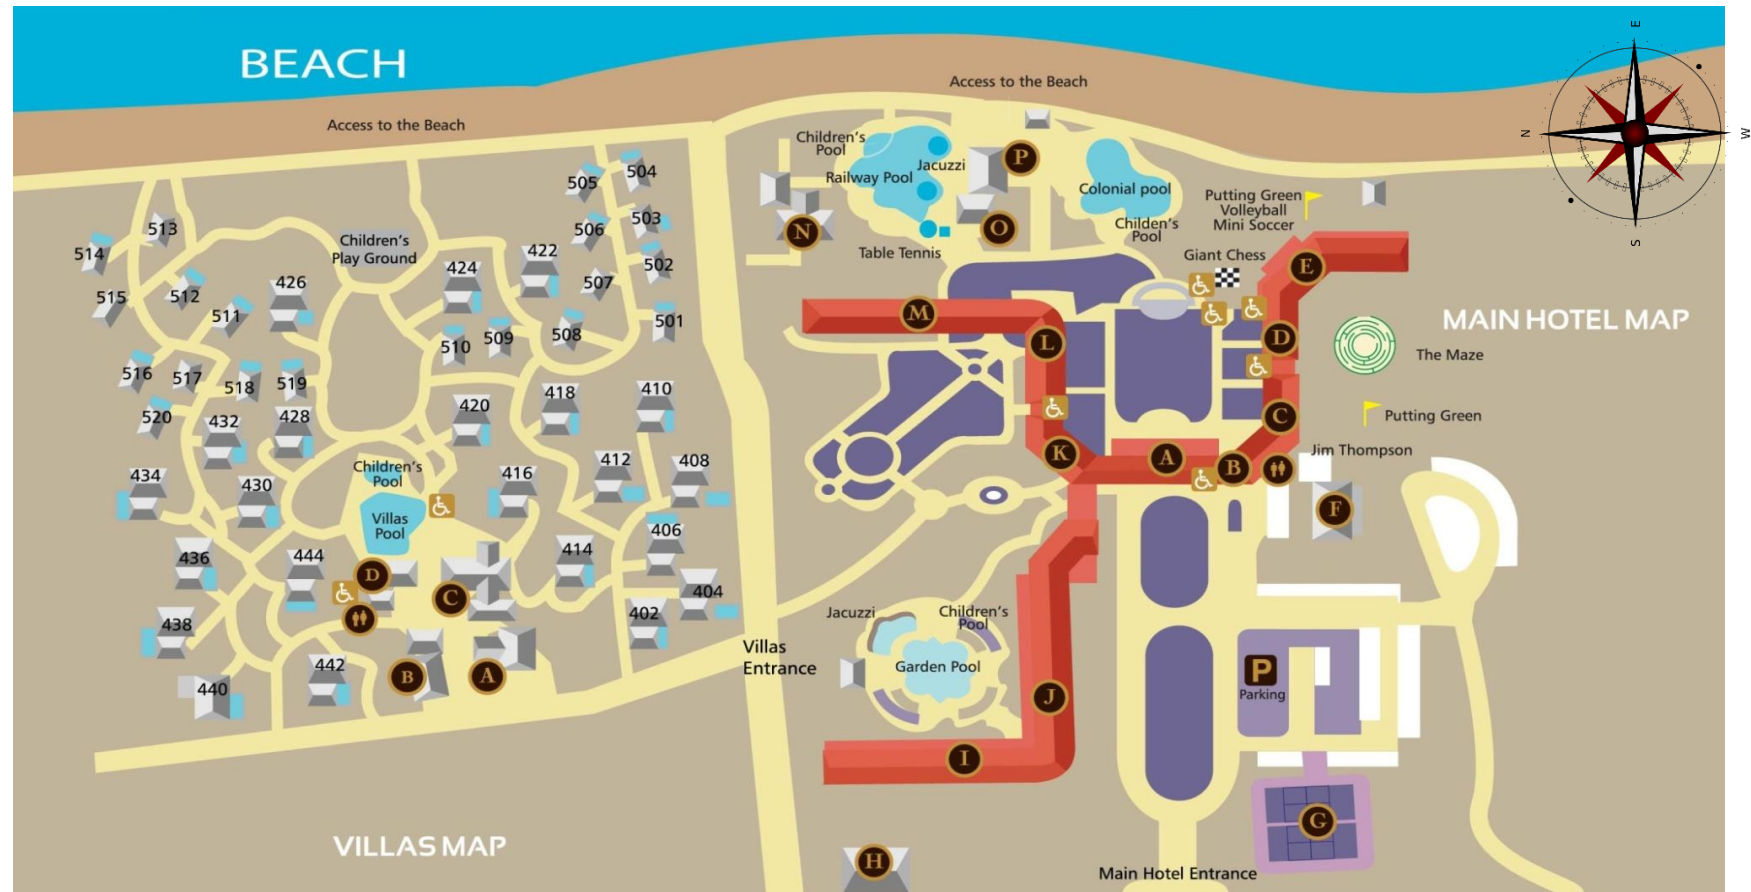 BEACH
Access to the Beach
Access to the Beach
E
N
W
S
Children's
Pool
Jacuzzi
Railway Pool
P
Colonial pool
Childen's
Pool
N
O
Table Tennis
Putting Green
Volleyball
Mini Soccer
Giant Chess
E
M
L
D
MAIN HOTEL MAP
The Maze
C
Putting Green
K
A
B
Jim Thompson
F
504
505
503
506
513
514
Children's
Play Ground
422
424
502
507
426
512
515
511
501
508
509
510
516
517
518
519
410
418
420
520
432
428
Children's
Pool
412
408
416
434
430
Villas
Pool
406
414
436
444
D
C
404
402
438
442
440
B
A
Villas
Entrance
Jacuzzi
Children's
Pool
Garden Pool
J
I
P
Parking
G
H
VILLAS MAP
Main Hotel Entrance